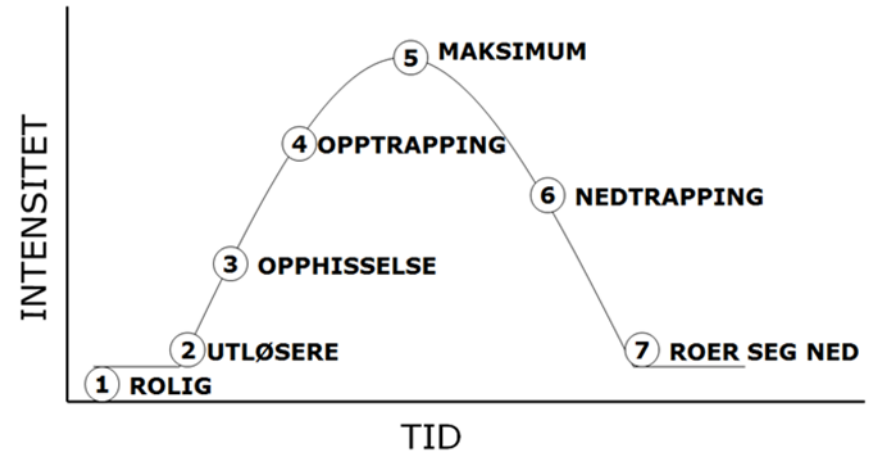 5 MAKSIMUM
4 OPPTRAPPING
6 NEDTRAPPING
3 OPPHISSELSE
2 UTLØSERE
7 ROER SEG NED
1 ROLIG
INTENSITET
TID